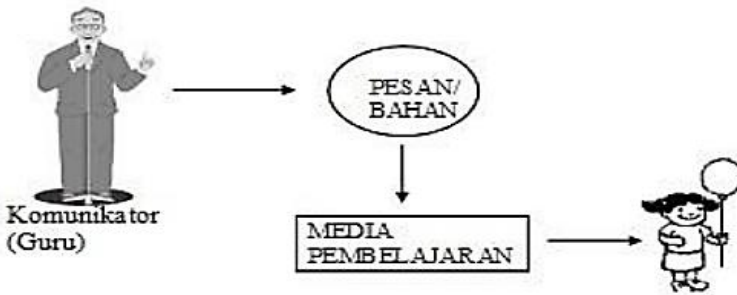 PESAN/
BAHAN
Komunikator
(Guru)
MEDIA
PEMBELAJARAN